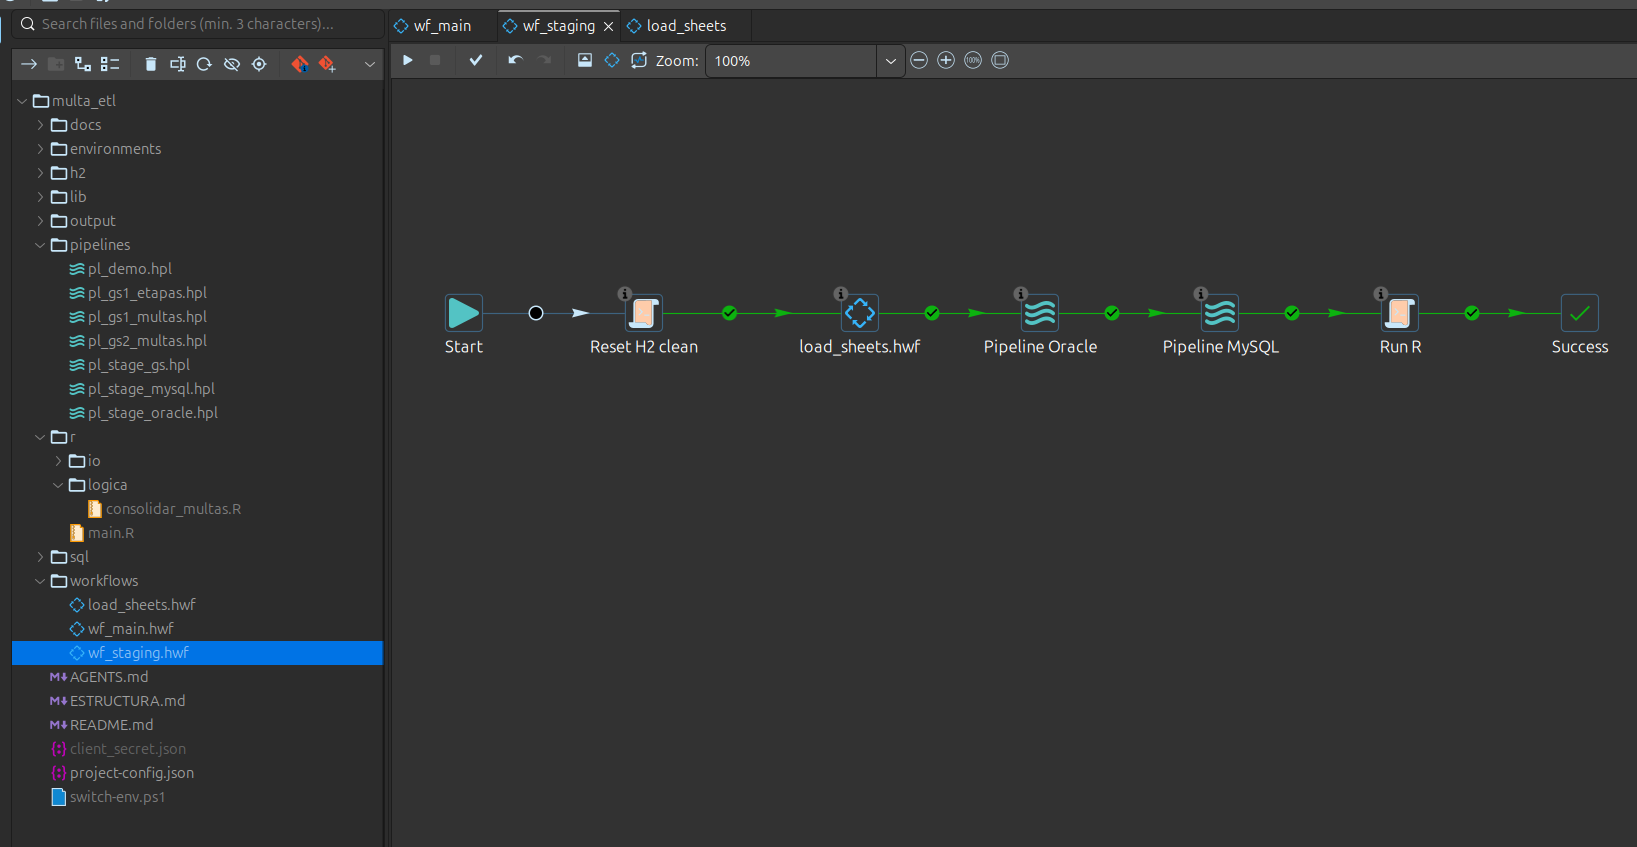 Search files and folders (min. 3 characters)...
multa_etl
docs
environments
h2
lib
output
pipelines
pl_demo.hpl
pl_gs1_etapas.hpl
pl_gs1_multas.hpl
pl_gs2_multas.hpl
pl_stage_gs.hpl
pl_stage_mysql.hpl
pl_stage_oracle.hpl
r
io
logica
consolidar_multas.R
main.R
sql
workflows
load_sheets.hwf
wf_main.hwf
wf_staging.hwf
AGENTS.md
ESTRUCTURA.md
README.md
client_secret.json
project-config.json
switch-env.ps1
wf_main
wf_staging
load_sheets
Zoom: 100%
100%
Start
Reset H2 clean
load_sheets.hwf
Pipeline Oracle
Pipeline MySQL
Run R
Success